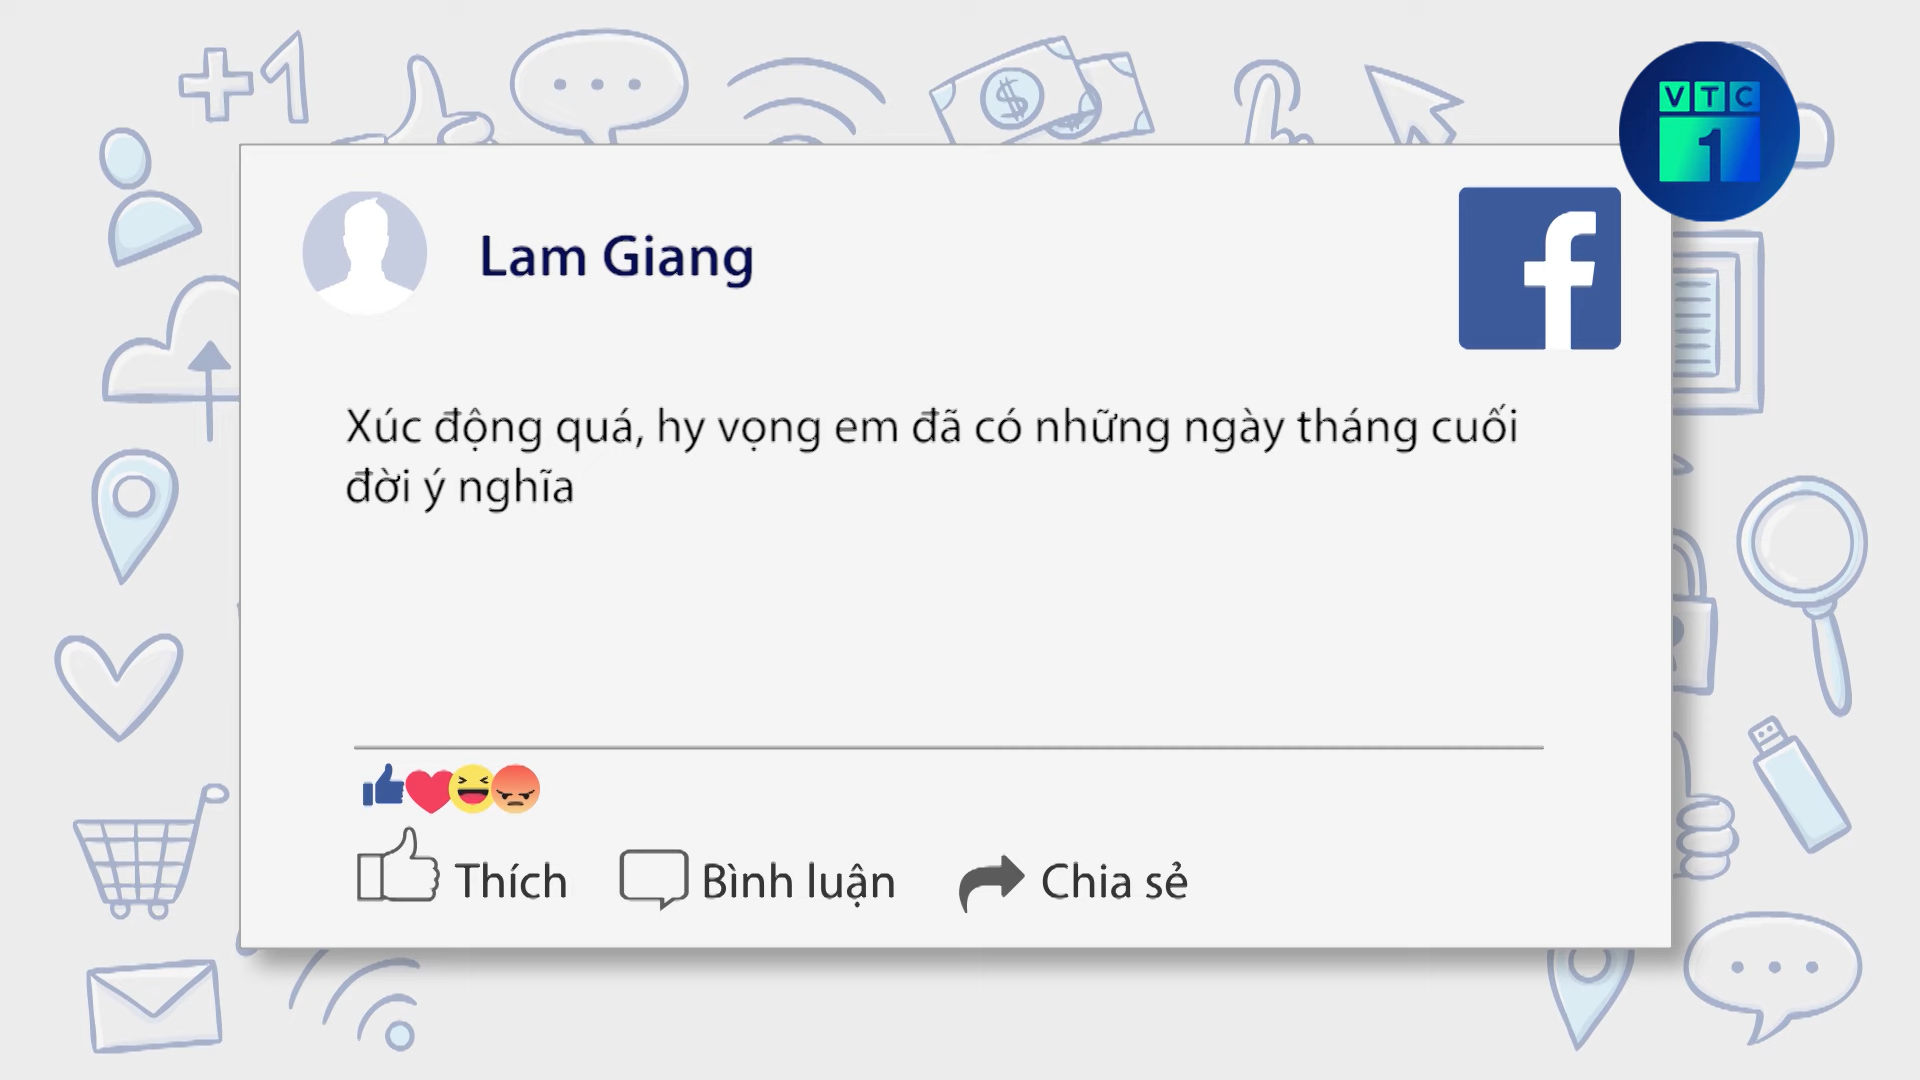 +1
VTC
1
Lam Giang
f
Xúc động quá, hy vọng em đã có những ngày tháng cuối
đời ý nghĩa
Thích Bình luận Chia sẻ